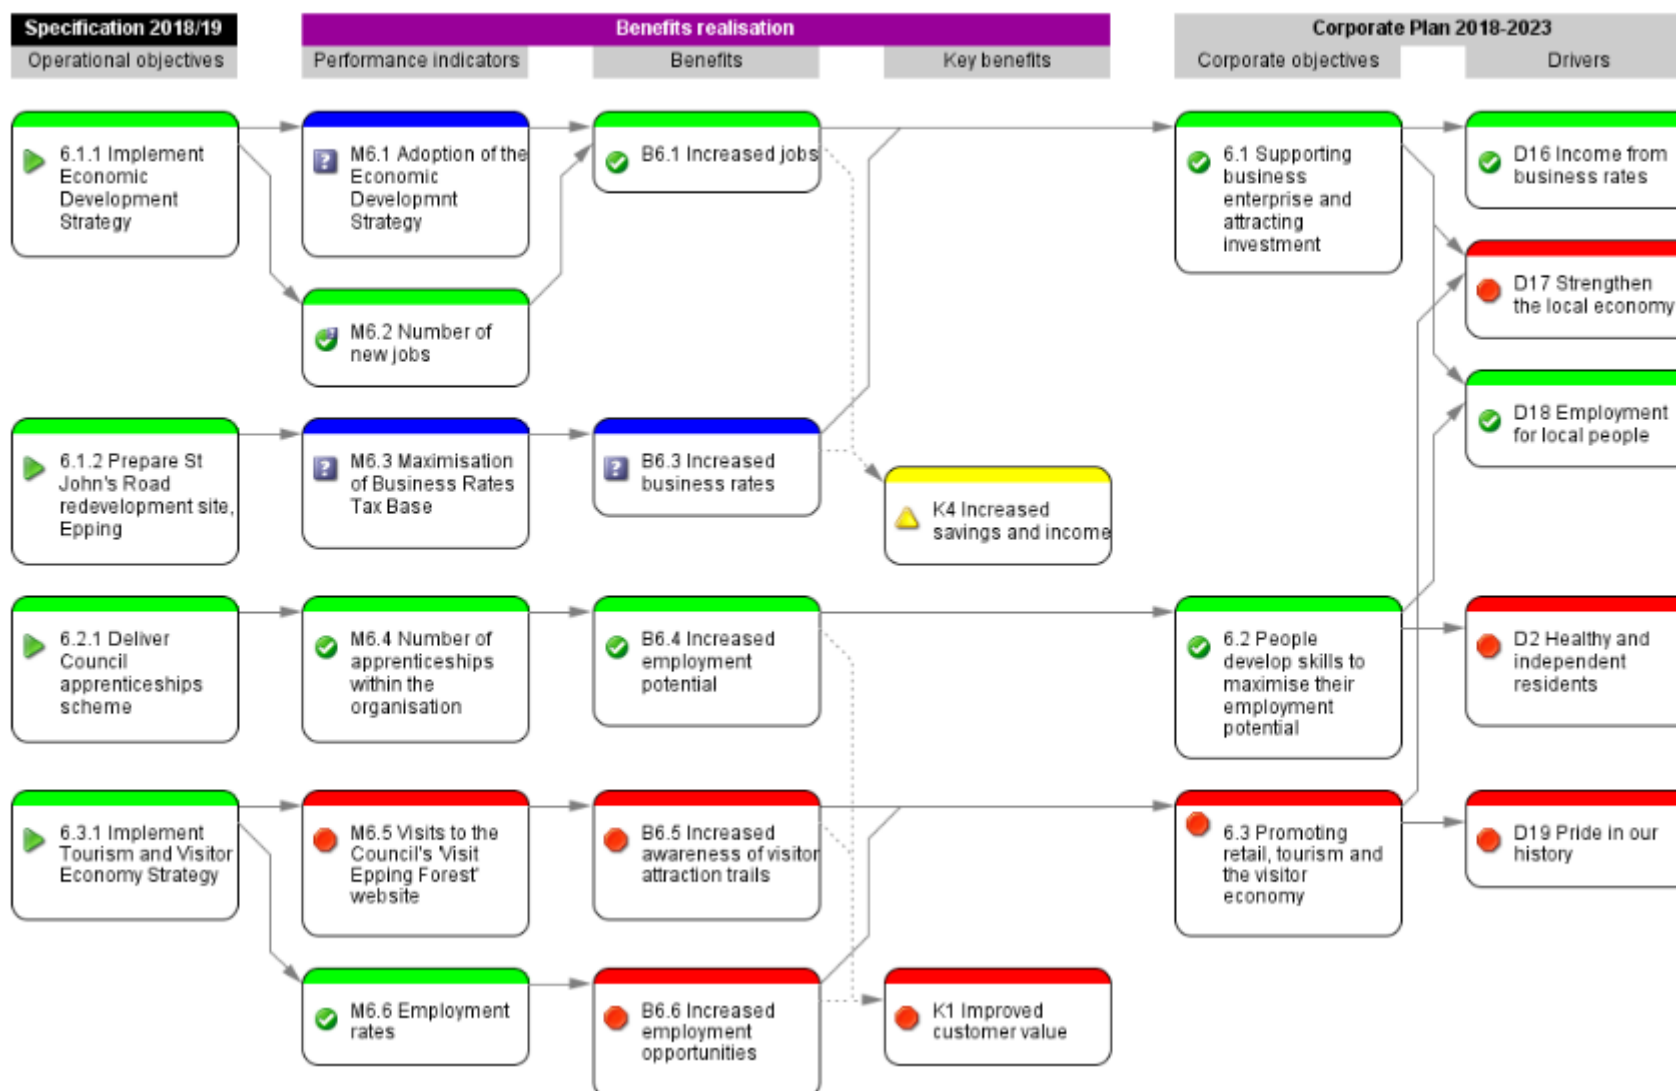 Specification 2018/19
Benefits realisation
Corporate Plan 2018-2023
Operational objectives
Performance indicators
Benefits
Key benefits
Corporate objectives
Drivers
6.1.1 Implement
Economic
Development
Strategy
M6.1 Adoption of the
Economic
Developmnt
Strategy
B6.1 Increased jobs
6.1 Supporting
business
enterprise and
attracting
investment
D16 Income from
business rates
D17 Strengthen
the local economy
M6.2 Number of
new jobs
D18 Employment
for local people
6.1.2 Prepare St
John's Road
redevelopment site,
Epping
M6.3 Maximisation
of Business Rates
Tax Base
B6.3 Increased
business rates
K4 Increased
savings and income
6.2.1 Deliver
Council
apprenticeships
scheme
M6.4 Number of
apprenticeships
within the
organisation
B6.4 Increased
employment
potential
6.2 People
develop skills to
maximise their
employment
potential
D2 Healthy and
independent
residents
6.3.1 Implement
Tourism and Visitor
Economy Strategy
M6.5 Visits to the
Council's 'Visit
Epping Forest'
website
B6.5 Increased
awareness of visitor
attraction trails
6.3 Promoting
retail, tourism and
the visitor
economy
D19 Pride in our
history
M6.6 Employment
rates
B6.6 Increased
employment
opportunities
K1 Improved
customer value